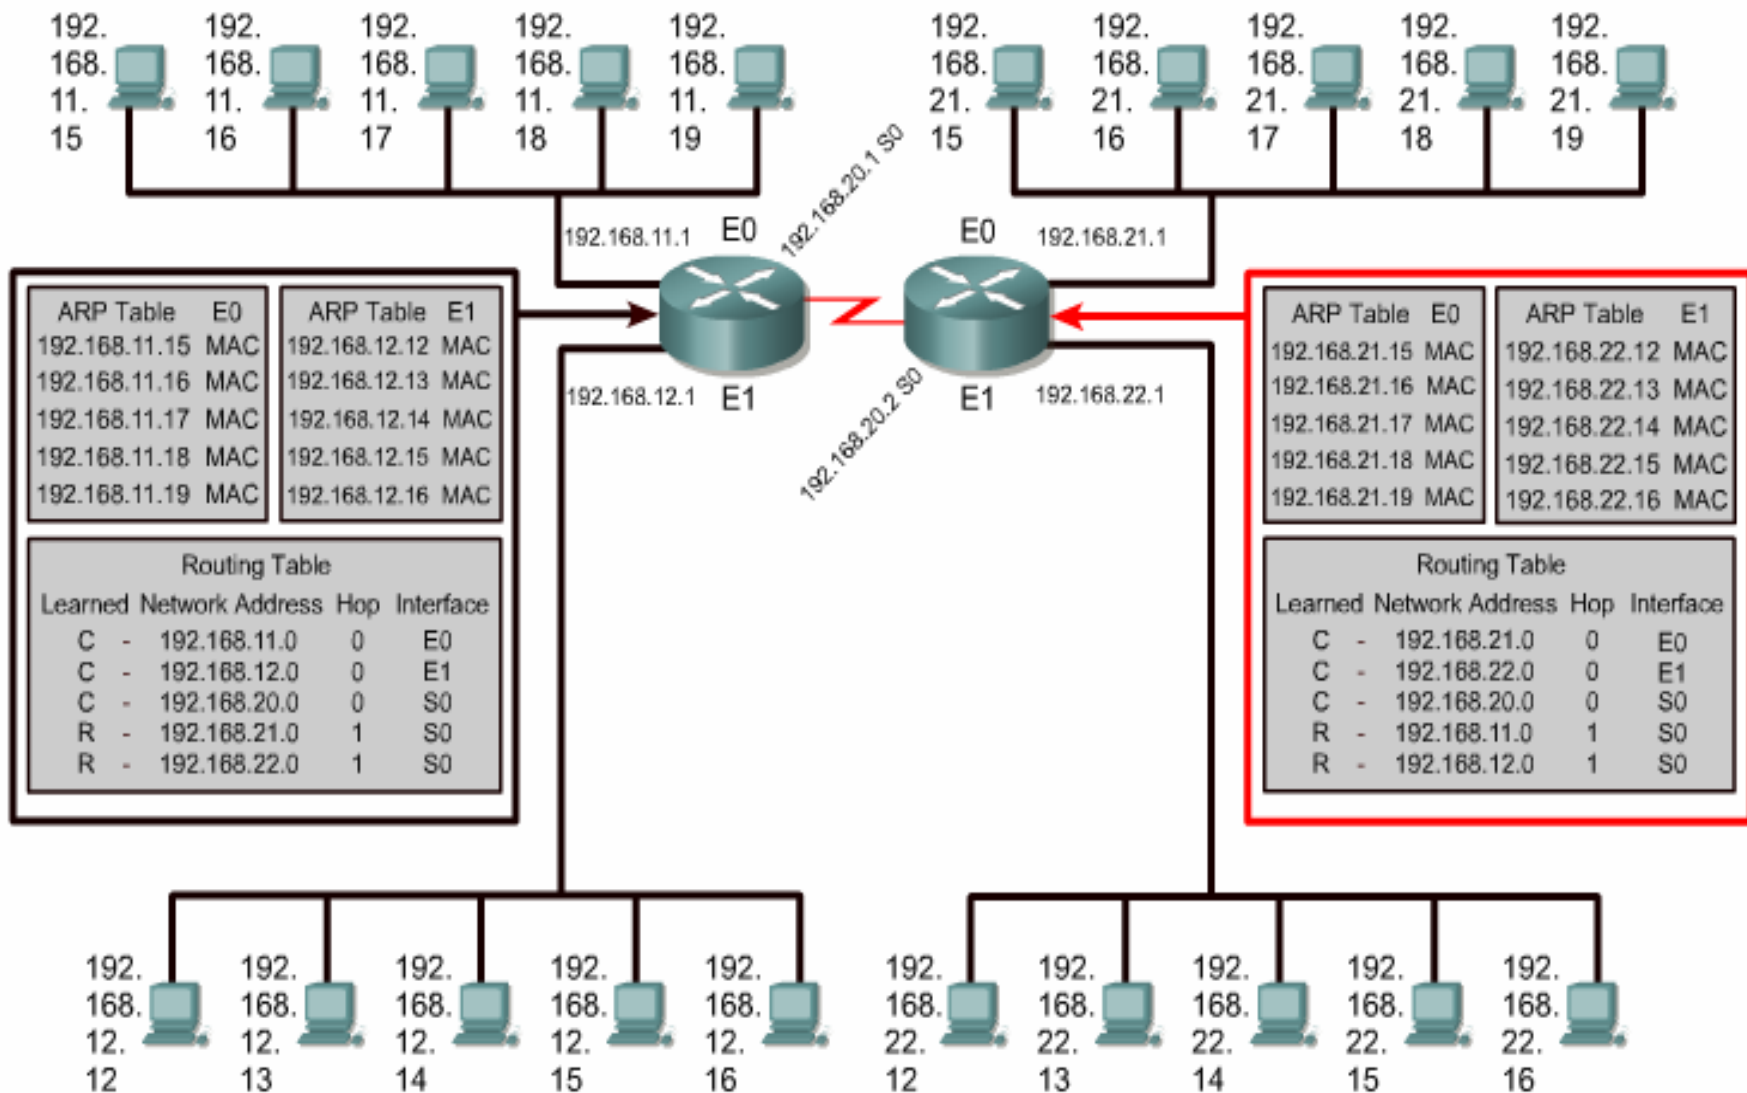 192.
168.
11.
15
192.
168.
11.
16
192.
168.
11.
17
192.
168.
11.
18
192.
168.
11.
19
192.
168.
21.
15
192.
168.
21.
16
192.
168.
21.
17
192.
168.
21.
18
192.
168.
21.
19
192.168.11.1
E0
192.168.20.1 S0
E0
192.168.21.1
192.168.12.1
E1
192.168.20.2 S0
E1
192.168.22.1
ARP Table E0
192.168.11.15 MAC
192.168.11.16 MAC
192.168.11.17 MAC
192.168.11.18 MAC
192.168.11.19 MAC
ARP Table E1
192.168.12.12 MAC
192.168.12.13 MAC
192.168.12.14 MAC
192.168.12.15 MAC
192.168.12.16 MAC
Routing Table
Learned Network Address Hop Interface
C - 192.168.11.0 0 E0
C - 192.168.12.0 0 E1
C - 192.168.20.0 0 S0
R - 192.168.21.0 1 S0
R - 192.168.22.0 1 S0
ARP Table E0
192.168.21.15 MAC
192.168.21.16 MAC
192.168.21.17 MAC
192.168.21.18 MAC
192.168.21.19 MAC
ARP Table E1
192.168.22.12 MAC
192.168.22.13 MAC
192.168.22.14 MAC
192.168.22.15 MAC
192.168.22.16 MAC
Routing Table
Learned Network Address Hop Interface
C - 192.168.21.0 0 E0
C - 192.168.22.0 0 E1
C - 192.168.20.0 0 S0
R - 192.168.11.0 1 S0
R - 192.168.12.0 1 S0
192.
168.
12.
12
192.
168.
12.
13
192.
168.
12.
14
192.
168.
12.
15
192.
168.
12.
16
192.
168.
22.
12
192.
168.
22.
13
192.
168.
22.
14
192.
168.
22.
15
192.
168.
22.
16